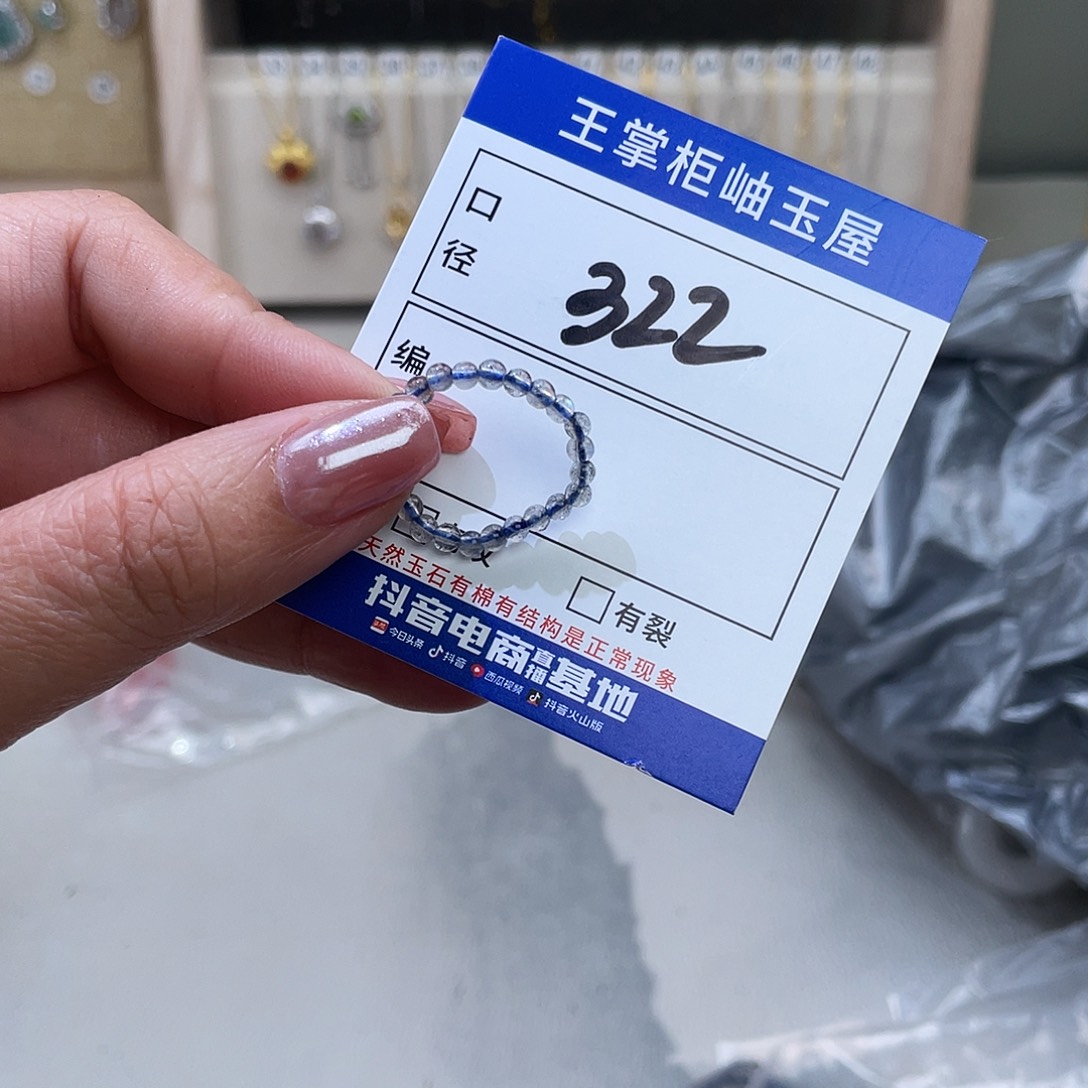 王掌柜岫玉屋
口径
322
编
有裂
天然玉石有棉有结构是正常现象
抖音电商直播基地
今日头条 抖音 西瓜视频 抖音火山版